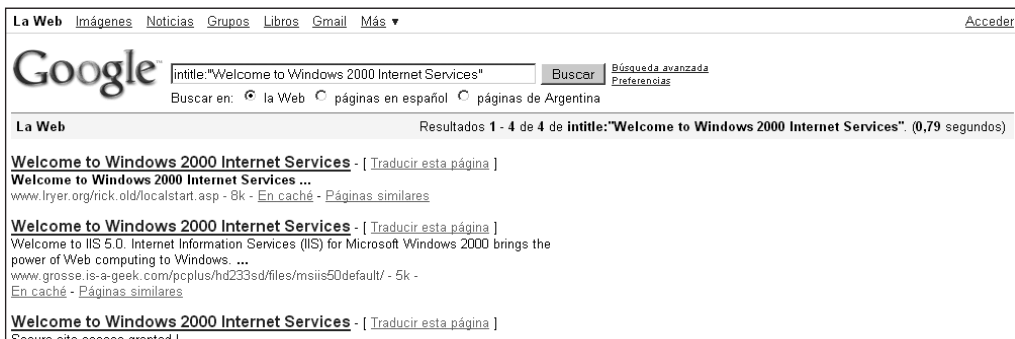 La Web Imágenes Noticias Grupos Libros Gmail Más ▼ Acceder
Google intitle:"Welcome to Windows 2000 Internet Services" Buscar Búsqueda avanzada
Preferencias
Buscar en: la Web páginas en español páginas de Argentina
La Web Resultados 1 - 4 de 4 de intitle:"Welcome to Windows 2000 Internet Services". (0,79 segundos)
Welcome to Windows 2000 Internet Services - [ Traducir esta página ]
Welcome to Windows 2000 Internet Services ...
www.lryer.org/rick.old/localstart.asp - 8k - En caché - Páginas similares
Welcome to Windows 2000 Internet Services - [ Traducir esta página ]
Welcome to IIS 5.0. Internet Information Services (IIS) for Microsoft Windows 2000 brings the
power of Web computing to Windows. ...
www.grosse.is-a-geek.com/pcplus/hd233sd/files/msiis50default/ - 5k -
En caché - Páginas similares
Welcome to Windows 2000 Internet Services - [ Traducir esta página ]